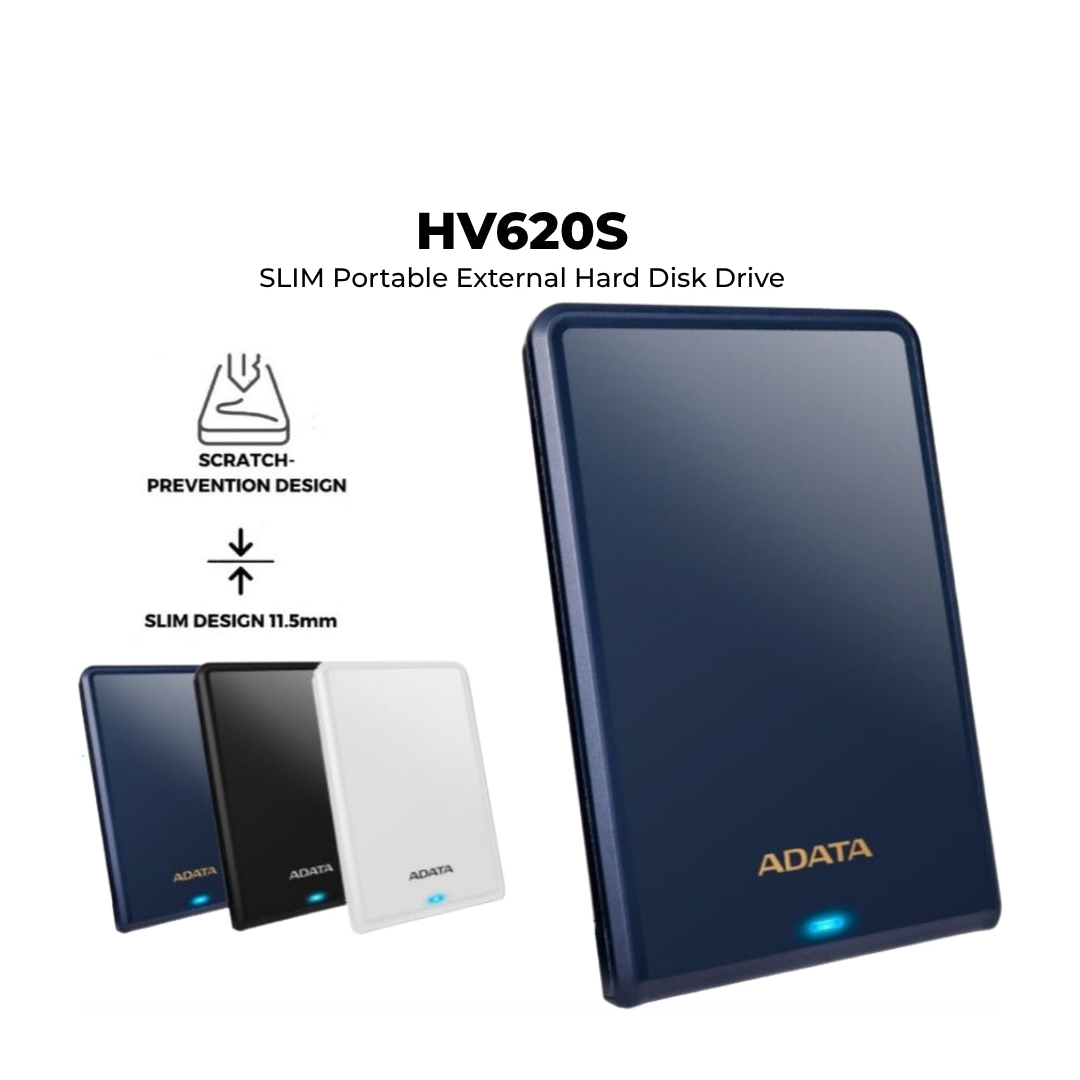 HV620S
SLIM Portable External Hard Disk Drive
SCRATCH-
PREVENTION DESIGN
SLIM DESIGN 11.5mm
ADATA
ADATA
ADATA
ADATA